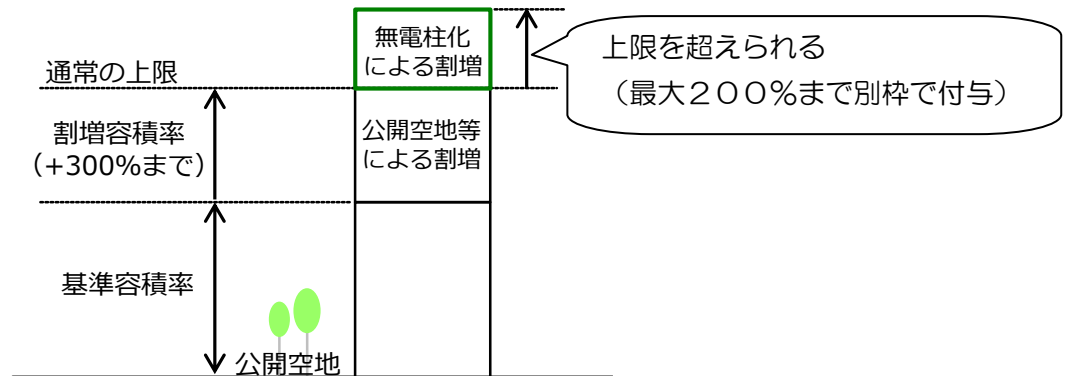 無電柱化
による割増
上限を超えられる
（最大２００％まで別枠で付与）
通常の上限
割増容積率
（+300%まで）
公開空地等
による割増
基準容積率
公開空地